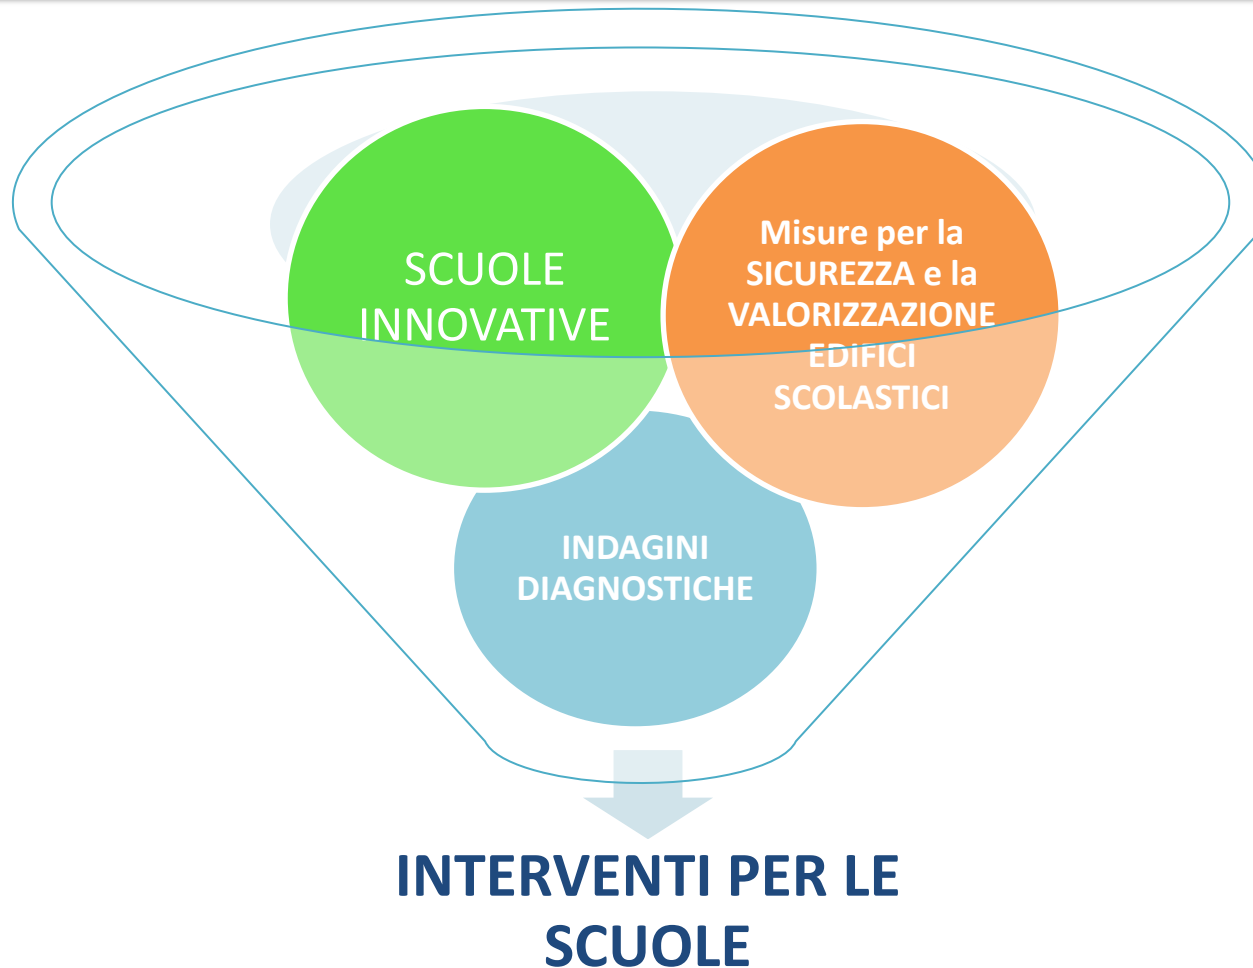 SCUOLE
INNOVATIVE
Misure per la
SICUREZZA e la
VALORIZZAZIONE
EDIFICI
SCOLASTICI
INDAGINI
DIAGNOSTICHE
INTERVENTI PER LE
SCUOLE